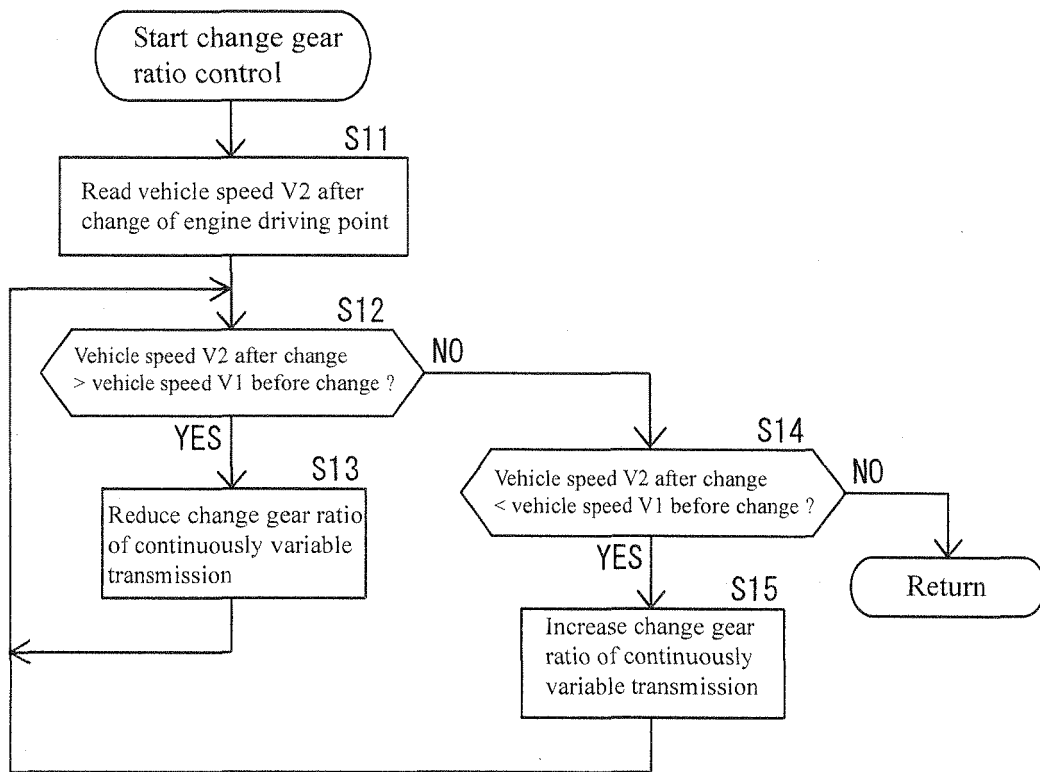 Start change gear
ratio control
S11
Read vehicle speed V2 after
change of engine driving point
S12
Vehicle speed V2 after change
> vehicle speed V1 before change ?
NO
YES
S13
Reduce change gear ratio
of continuously variable
transmission
S14
Vehicle speed V2 after change
< vehicle speed V1 before change ?
NO
YES
Return
S15
Increase change gear
ratio of continuously
variable transmission